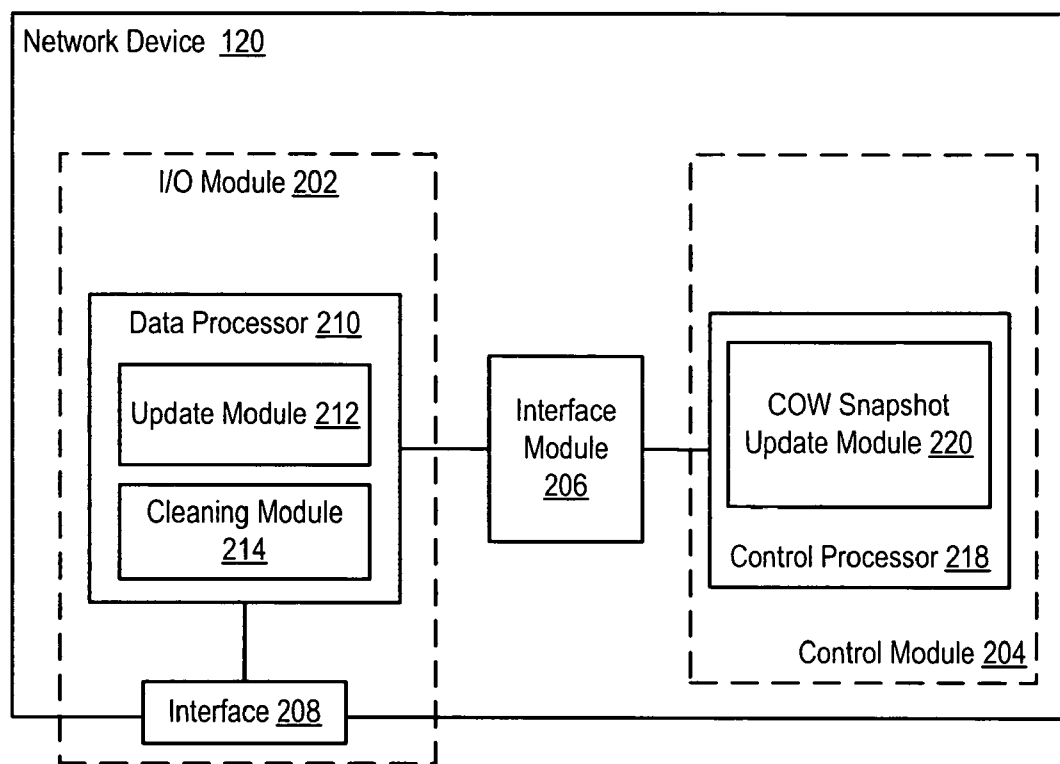 Network Device 120
I/O Module 202
Data Processor 210
Update Module 212
Cleaning Module
214
Interface 208
Interface
Module
206
COW Snapshot
Update Module 220
Control Processor 218
Control Module 204